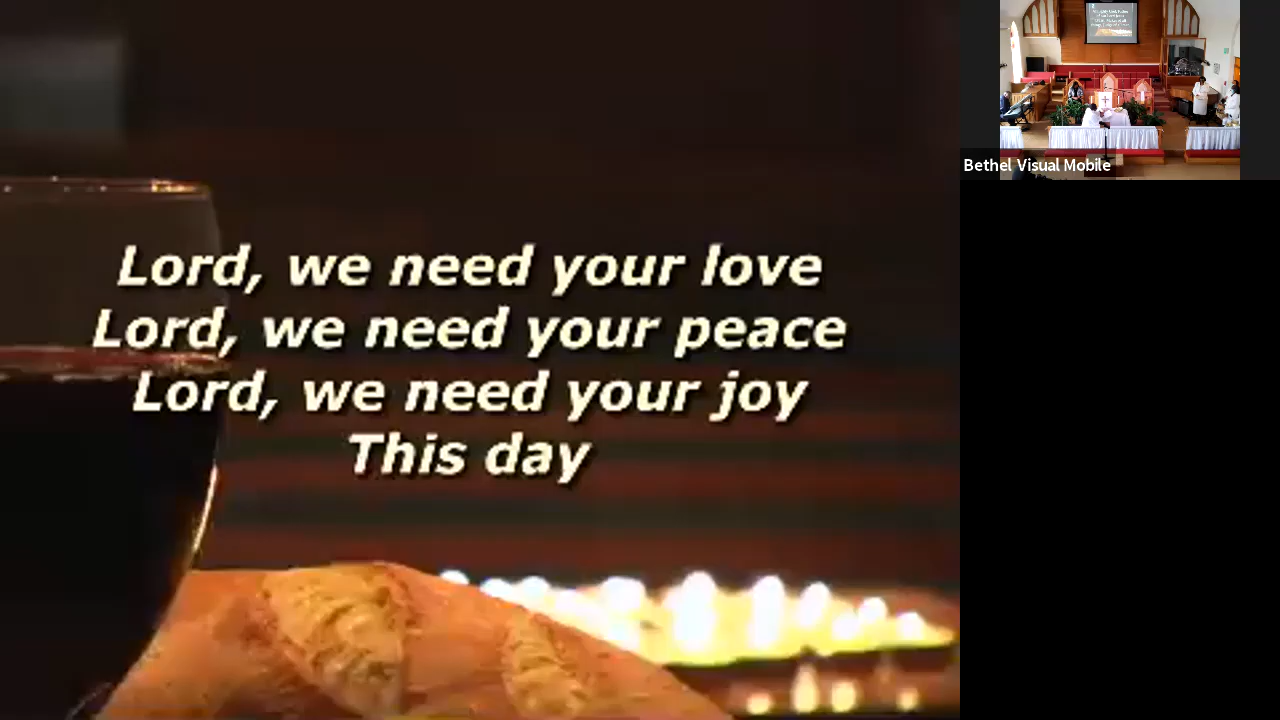 Lord, we need your love
Lord, we need your peace
Lord, we need your joy
This day
Bethel Visual Mobile